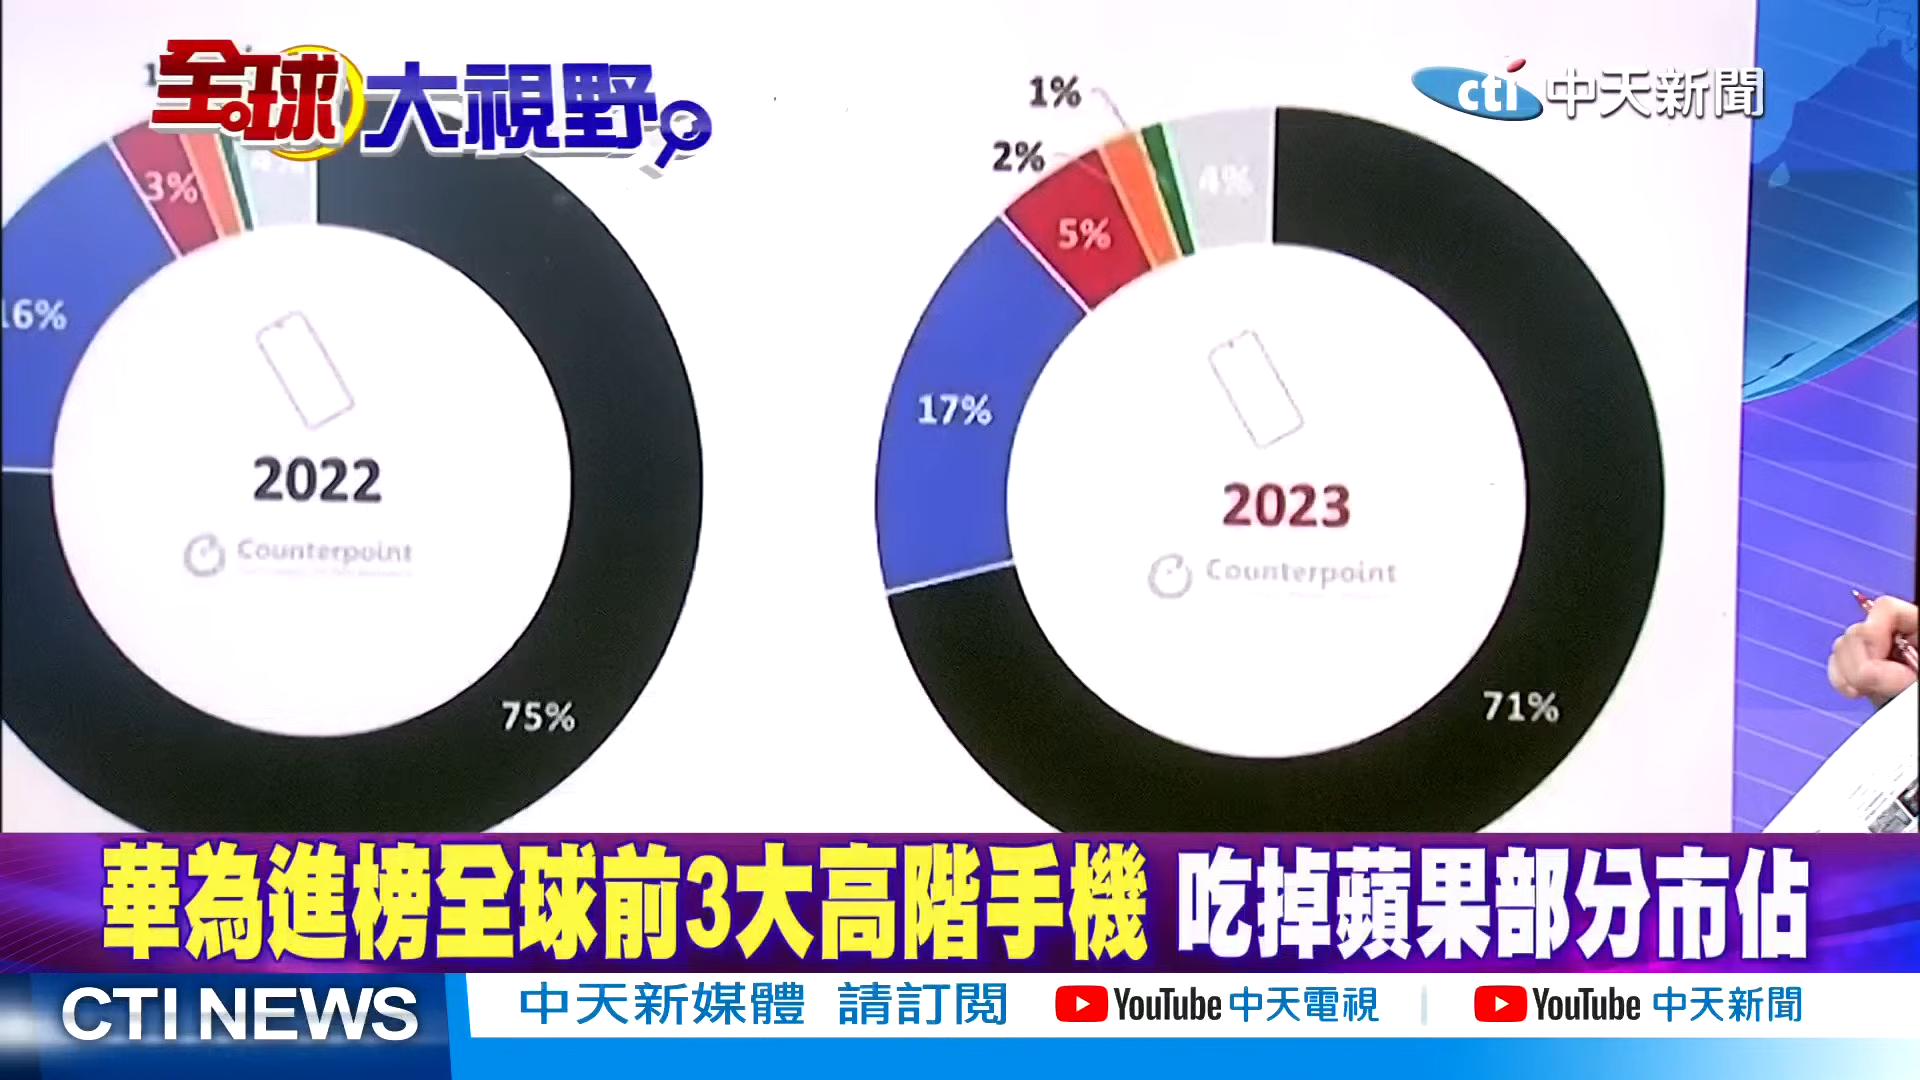 全球大視野
cti 中天新聞
1%
2%
3%
16%
75%
2022
Counterpoint
4%
5%
17%
71%
2023
Counterpoint
華為進榜全球前3大高階手機 吃掉蘋果部分市佔
CTI NEWS
中天新媒體 請訂閱 YouTube 中天電視 | YouTube 中天新聞